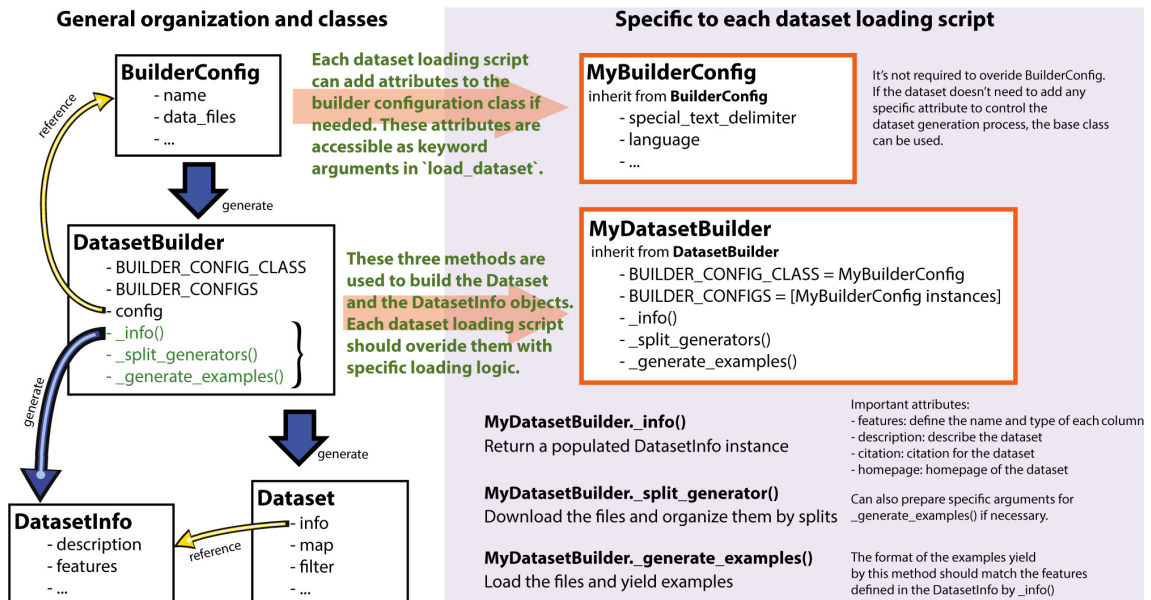 General organization and classes
Specific to each dataset loading script
BuilderConfig
- name
- data_files
- ...
reference
Each dataset loading script
can add attributes to the
builder configuration class if
needed. These attributes are
accessible as keyword
arguments in `load_dataset`.
MyBuilderConfig
inherit from BuilderConfig
- special_text_delimiter
- language
- ...
It's not required to overide BuilderConfig.
If the dataset doesn't need to add any
specific attribute to control the
dataset generation process, the base class
can be used.
generate
DatasetBuilder
- BUILDER_CONFIG_CLASS
- BUILDER_CONFIGS
- config
- _info()
- _split_generators()
- _generate_examples()
These three methods are
used to build the Dataset
and the DatasetInfo objects.
Each dataset loading script
should overide them with
specific loading logic.
MyDatasetBuilder
inherit from DatasetBuilder
- BUILDER_CONFIG_CLASS = MyBuilderConfig
- BUILDER_CONFIGS = [MyBuilderConfig instances]
- _info()
- _split_generators()
- _generate_examples()
generate
generate
DatasetInfo
- description
- features
- ...
reference
Dataset
- info
- map
- filter
- ...
MyDatasetBuilder._info()
Return a populated DatasetInfo instance
Important attributes:
- features: define the name and type of each column
- description: describe the dataset
- citation: citation for the dataset
- homepage: homepage of the dataset
MyDatasetBuilder._split_generator()
Download the files and organize them by splits
Can also prepare specific arguments for
_generate_examples() if necessary.
MyDatasetBuilder._generate_examples()
Load the files and yield examples
The format of the examples yield
by this method should match the features
defined in the DatasetInfo by _info()